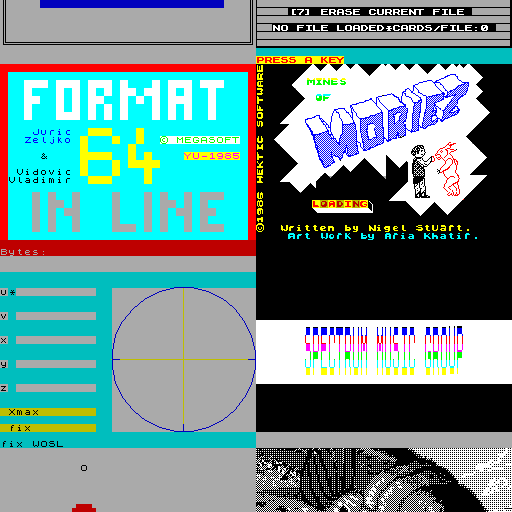 [7] ERASE CURRENT FILE
NO FILE LOADED*CARDS/FILE:0
PRESS A KEY
FORMAT
Juric
Zeljko
&
Vidovic
Vladimir
64
© MEGASOFT
YU-1985
IN LINE
Bytes:
©1986 HEKTIC SOFTWARE
MINES
OF
MORIEZ
LOADING
Written by Nigel Stuart.
Art Work by Aria Khatif.
u*
v
x
y
z
Xmax
fix
fix WOSL
SPECTRUM MUSIC GROUP